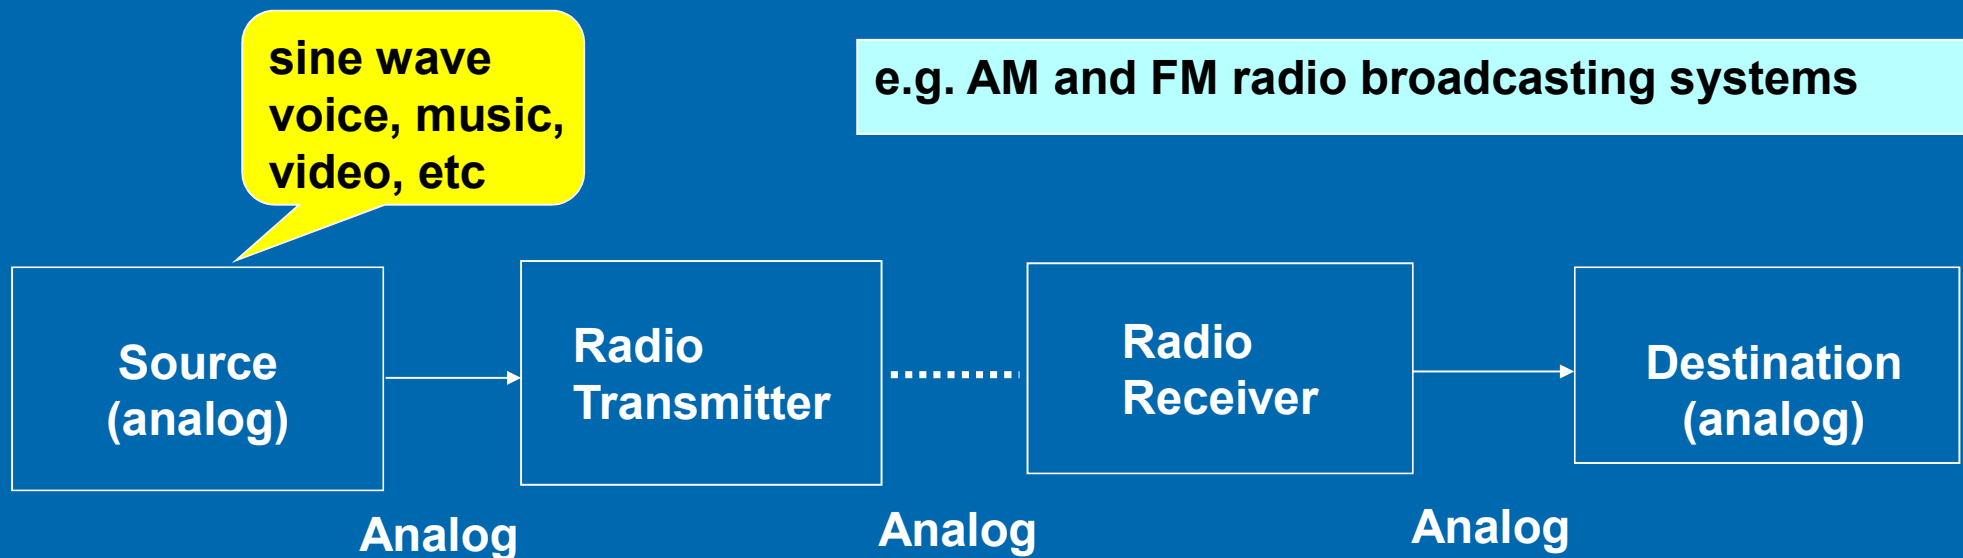 sine wave
voice, music,
video, etc
e.g. AM and FM radio broadcasting systems
Source
(analog)
Radio
Transmitter
Radio
Receiver
Destination
(analog)
Analog
Analog
Analog